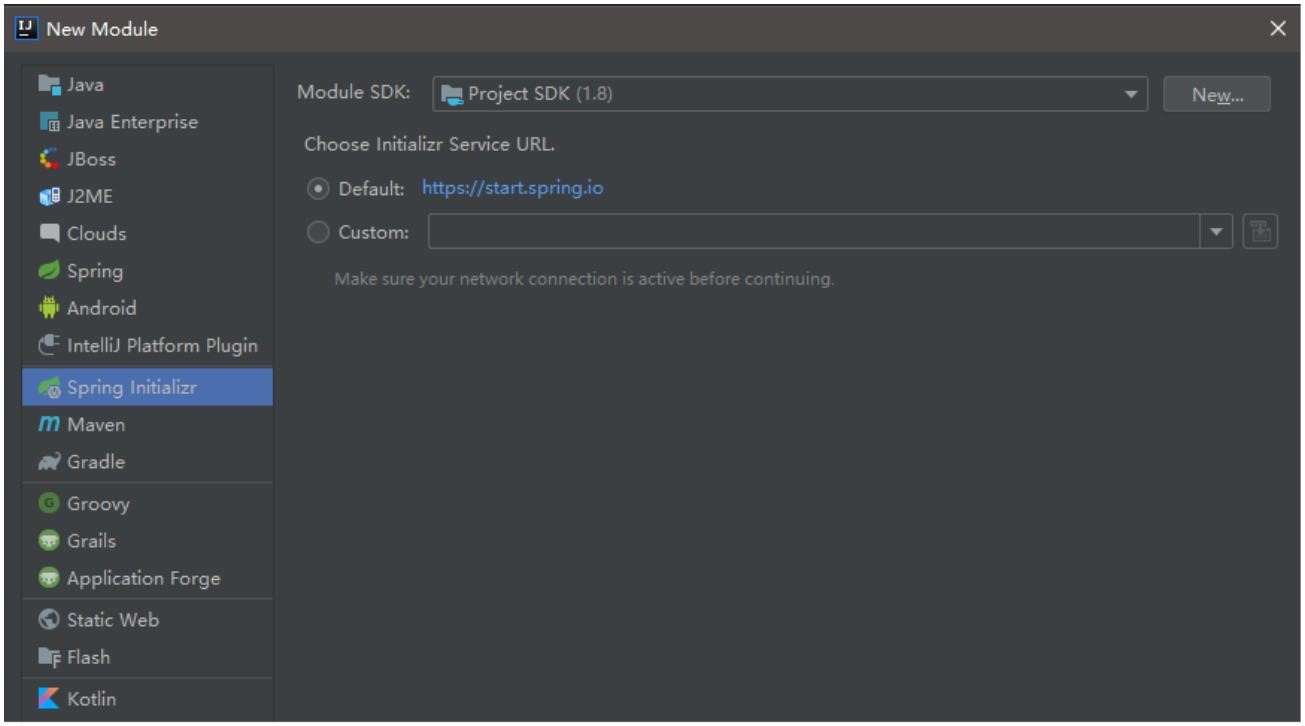 New Module
Java
Java Enterprise
JBoss
J2ME
Clouds
Spring
Android
IntelliJ Platform Plugin
Spring Initializr
Maven
Gradle
Groovy
Grails
Application Forge
Static Web
Flash
Kotlin
Module SDK: Project SDK (1.8) New...
Choose Initializr Service URL.
Default: https://start.spring.io
Custom:
Make sure your network connection is active before continuing.